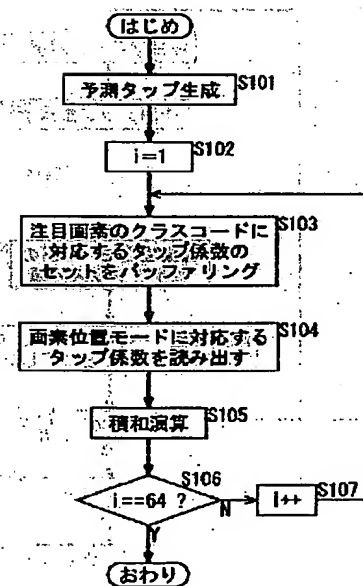 はじめ
予測タップ生成 S101
i=1 S102
注目画素のクラスコードに S103
対応するタップ係数の
セットをバッファリング
画素位置モードに対応する S104
タップ係数を読み出す
積和演算 S105
S106
i==64 ? N i++ S107
Y
おわり